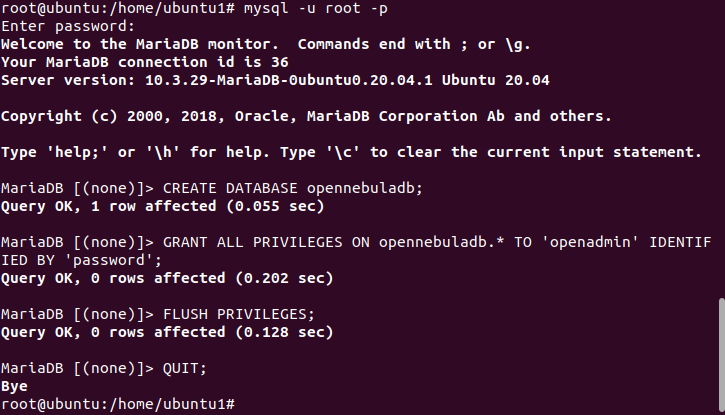 root@ubuntu:/home/ubuntu1# mysql -u root -p
Enter password:
Welcome to the MariaDB monitor.  Commands end with ; or \g.
Your MariaDB connection id is 36
Server version: 10.3.29-MariaDB-0ubuntu0.20.04.1 Ubuntu 20.04
Copyright (c) 2000, 2018, Oracle, MariaDB Corporation Ab and others.
Type 'help;' or '\h' for help. Type '\c' to clear the current input statement.
MariaDB [(none)]> CREATE DATABASE opennebuladb;
Query OK, 1 row affected (0.055 sec)
MariaDB [(none)]> GRANT ALL PRIVILEGES ON opennebuladb.* TO 'openadmin' IDENTIF
IED BY 'password';
Query OK, 0 rows affected (0.202 sec)
MariaDB [(none)]> FLUSH PRIVILEGES;
Query OK, 0 rows affected (0.128 sec)
MariaDB [(none)]> QUIT;
Bye
root@ubuntu:/home/ubuntu1#